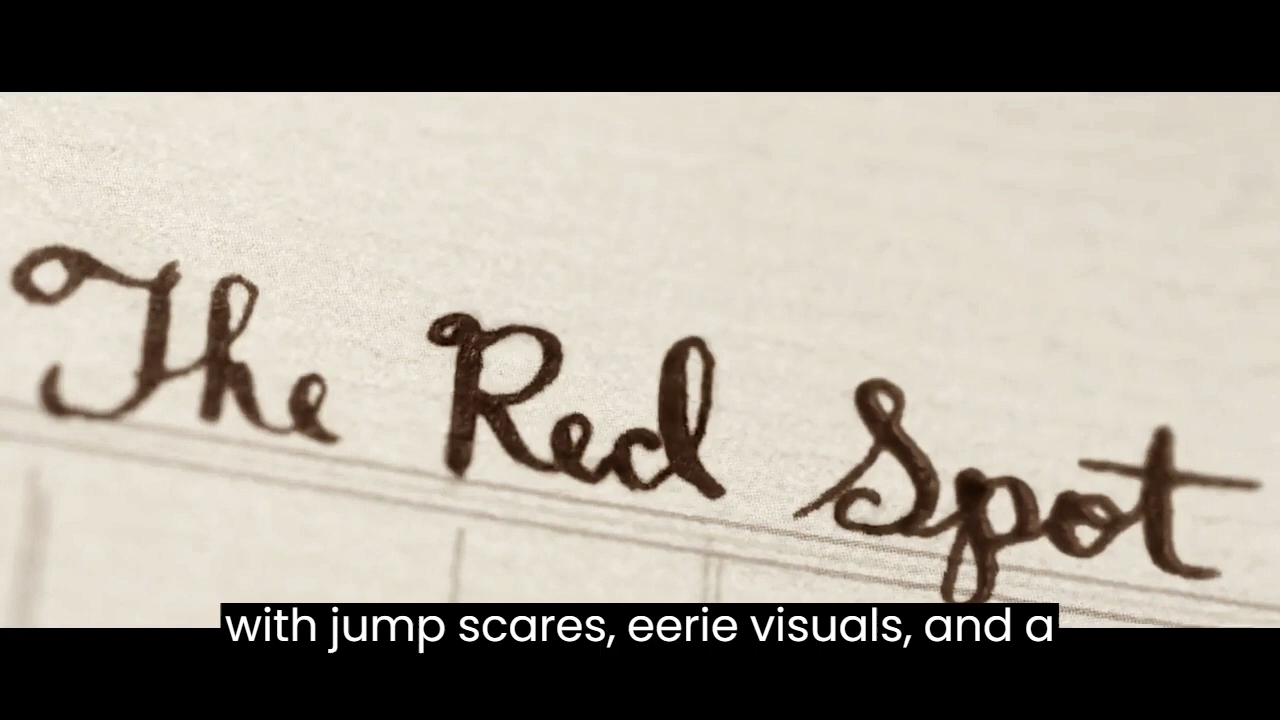 The Red Spot
with jump scares, eerie visuals, and a